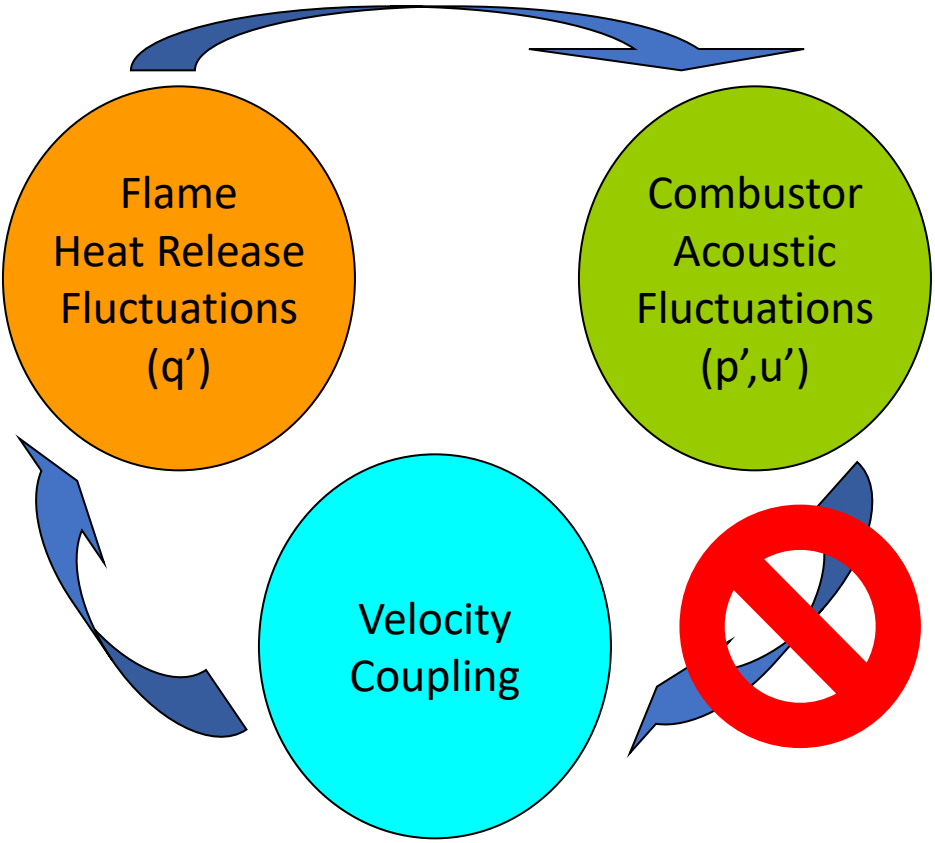 Flame
Heat Release
Fluctuations
(q’)
Combustor
Acoustic
Fluctuations
(p’,u’)
Velocity
Coupling